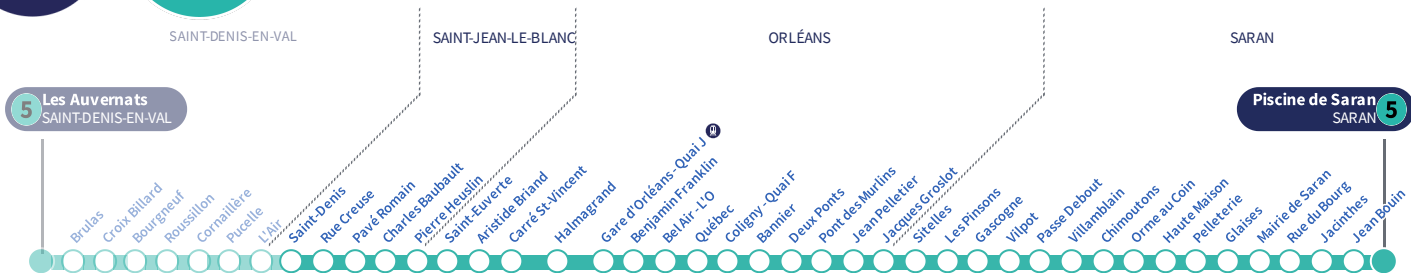 SAINT-DENIS-EN-VAL
SAINT-JEAN-LE-BLANC
ORLÉANS
SARAN
5
Les Auvernats
SAINT-DENIS-EN-VAL
Piscine de Saran
SARAN
5
Brulas
Croix Billard
Bourgneuf
Roussillon
Cornaillère
Pucelle
L'Air
Saint-Denis
Rue Creuse
Pavé Romain
Charles Baubault
Pierre Heuslin
Saint-Euverte
Aristide Briand
Carré St-Vincent
Halmagrand
Gare d'Orléans - Quai J
Benjamin Franklin
Bel Air - L'O
Québec
Coligny - Quai F
Bannier
Deux Ponts
Pont des Murlins
Jean Pelletier
Jacques Groslot
Sitelles
Les Pinsons
Gascogne
Vilpot
Passe Debout
Villamblain
Chimoutons
Orme au Coin
Haute Maison
Pelleterie
Glaises
Mairie de Saran
Rue du Bourg
Jacinthes
Jean Bouin